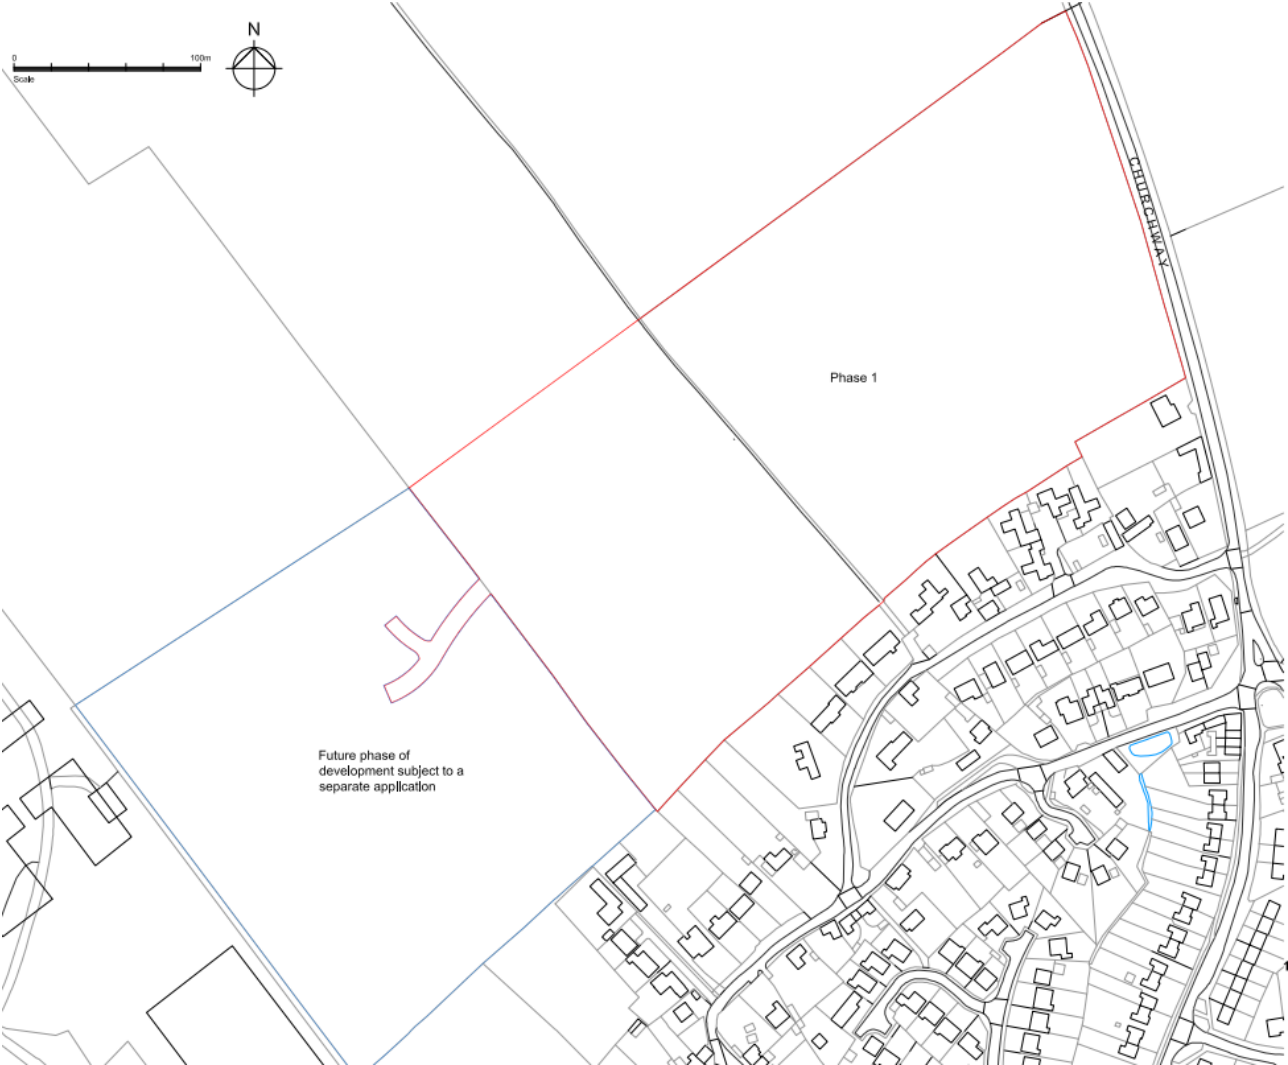 0 100m
Scale
N
CHURCHWAY
Phase 1
Future phase of
development subject to a
separate application